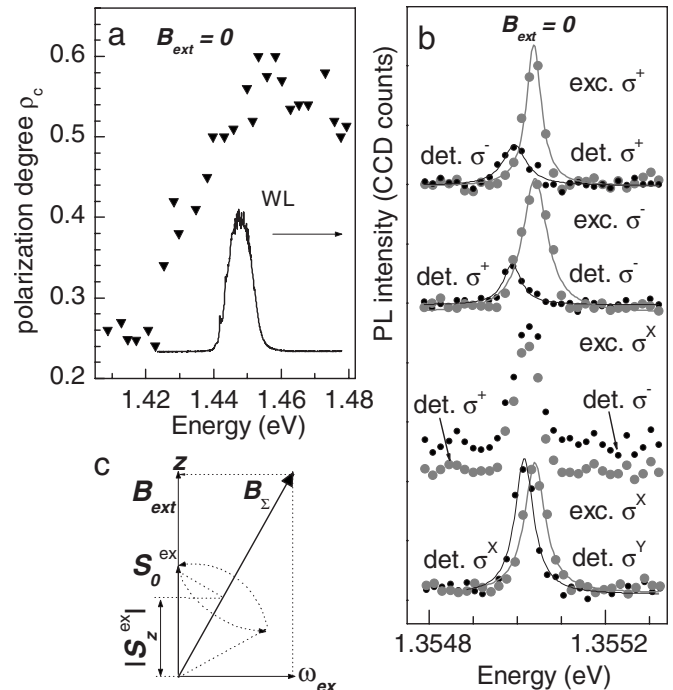 a
B_ext = 0
polarization degree ρ_c
0.6
0.5
0.4
0.3
0.2
WL
1.42
1.44
1.46
1.48
Energy (eV)
b
B_ext = 0
PL intensity (CCD counts)
exc. σ⁺
det. σ⁻
det. σ⁺
exc. σ⁻
det. σ⁺
det. σ⁻
exc. σˣ
det. σ⁺
det. σ⁻
exc. σˣ
det. σˣ
det. σʸ
1.3548
1.3552
Energy (eV)
c
z
B_ext
B_Σ
S_0^ex
|S_z^ex|
ω_ex